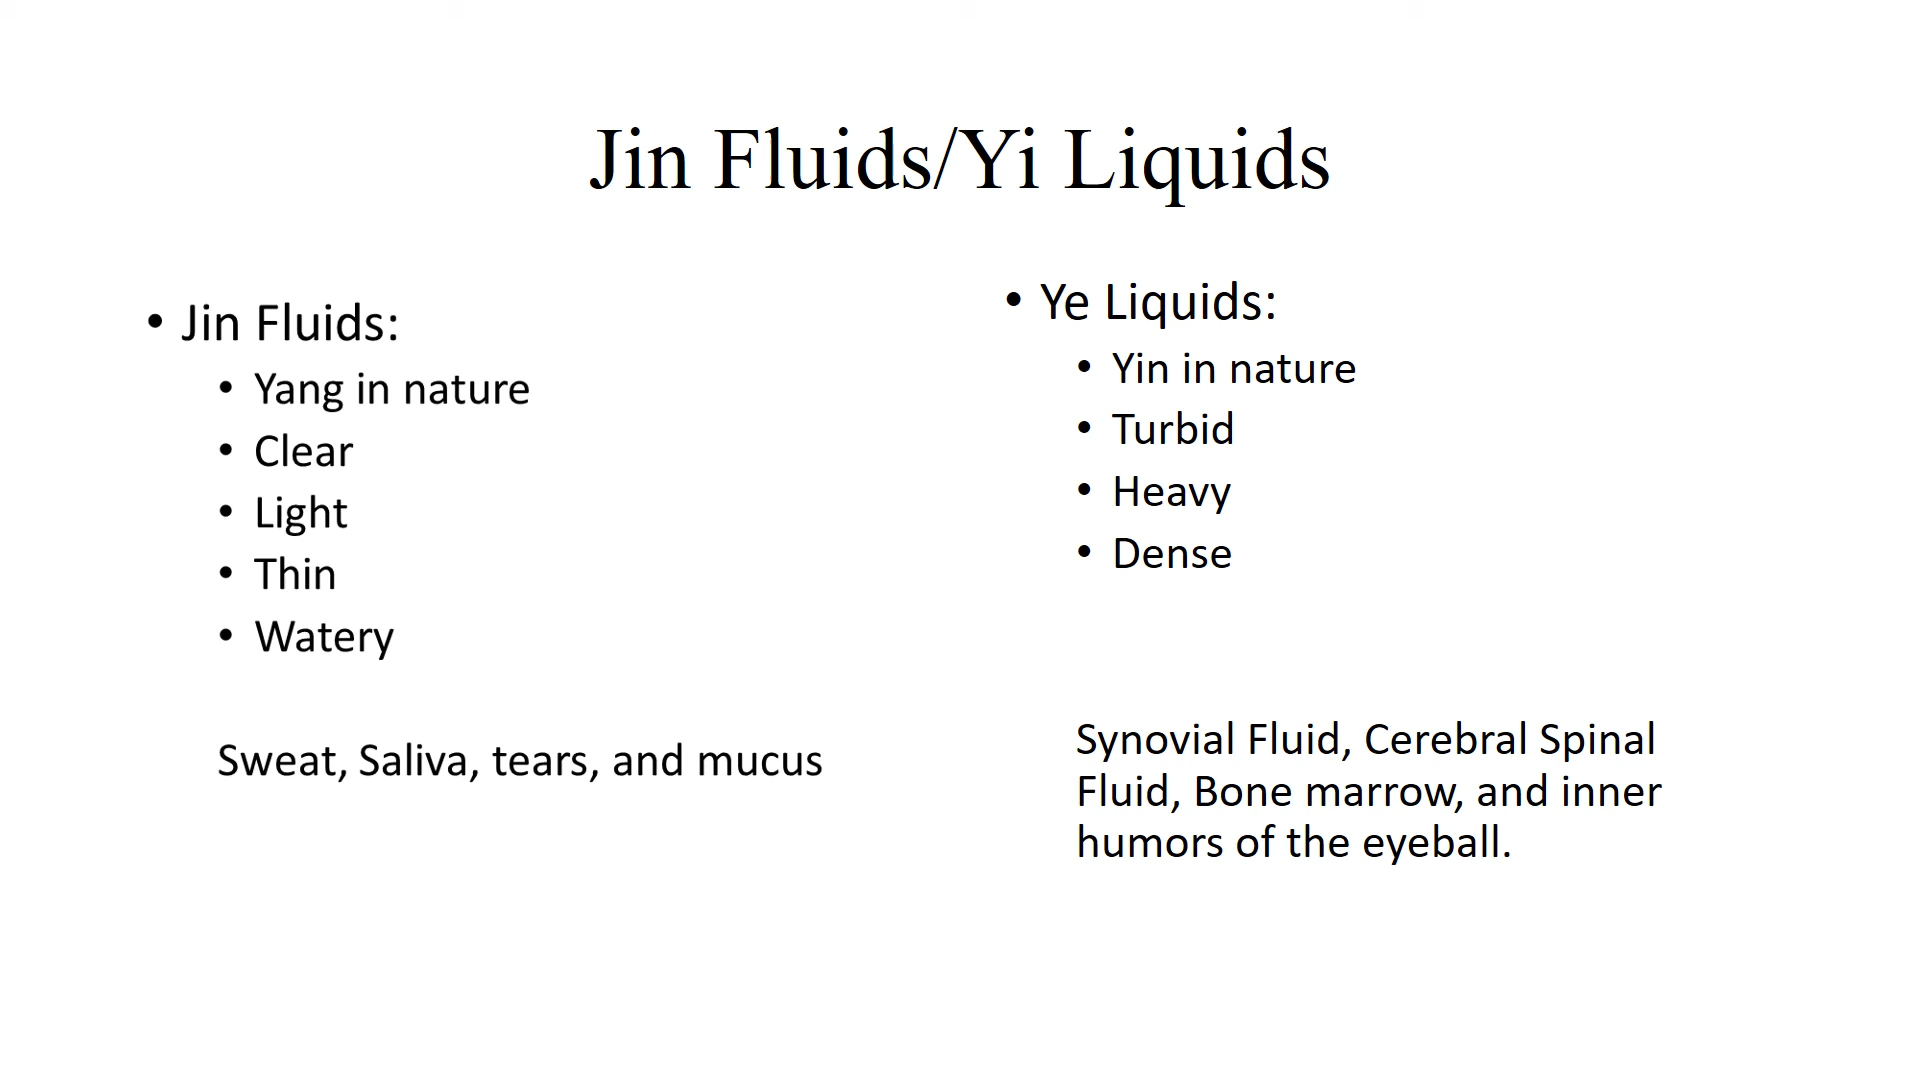 Jin Fluids/Yi Liquids
• Jin Fluids:
• Yang in nature
• Clear
• Light
• Thin
• Watery
Sweat, Saliva, tears, and mucus
• Ye Liquids:
• Yin in nature
• Turbid
• Heavy
• Dense
Synovial Fluid, Cerebral Spinal
Fluid, Bone marrow, and inner
humors of the eyeball.